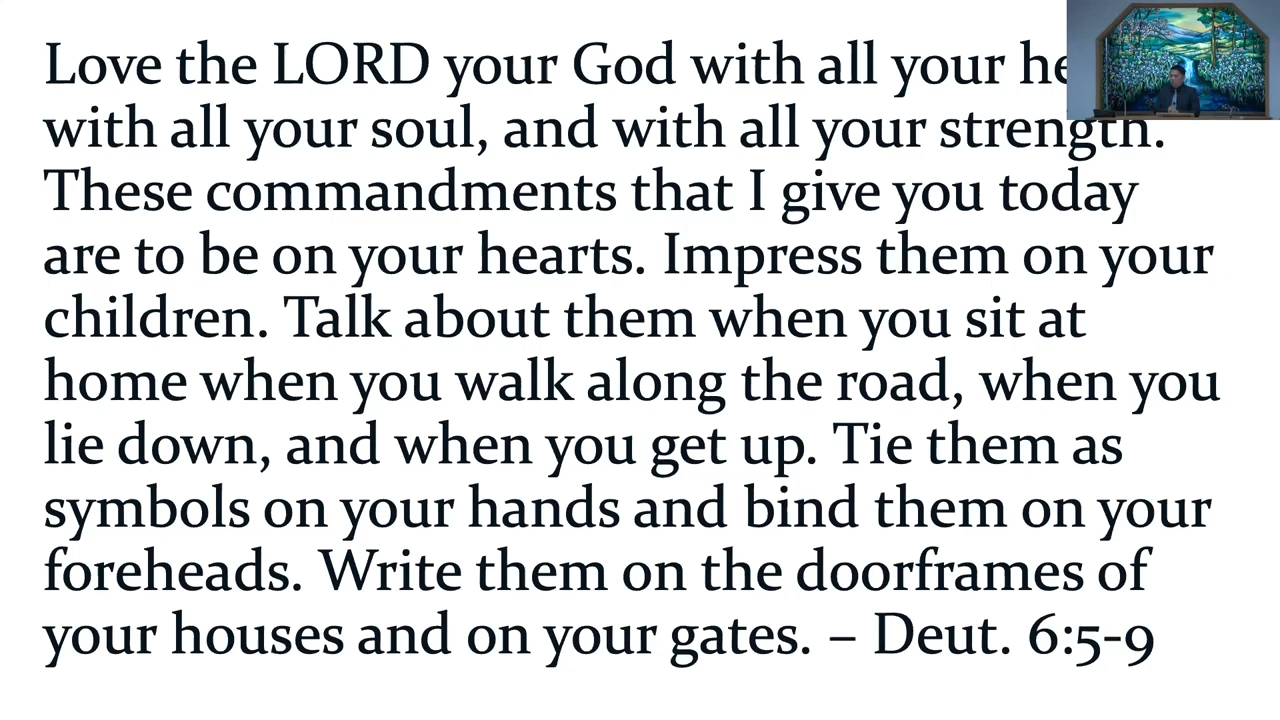 Love the LORD your God with all your
with all your soul, and with all your strength.
These commandments that I give you today
are to be on your hearts. Impress them on your
children. Talk about them when you sit at
home when you walk along the road, when you
lie down, and when you get up. Tie them as
symbols on your hands and bind them on your
foreheads. Write them on the doorframes of
your houses and on your gates. – Deut. 6:5-9